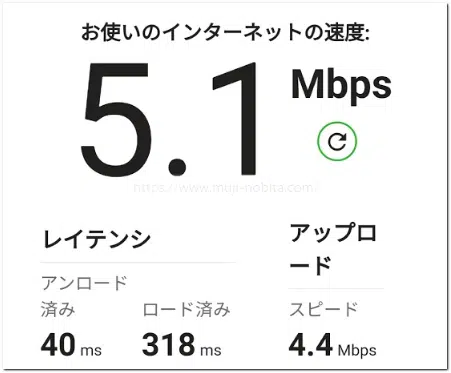 お使いのインターネットの速度:
5.1 Mbps
https://www.muji-nobita.com/
レイテンシ
アンロード
済み
ロード済み
40 ms
318 ms
アップロ
ード
スピード
4.4 Mbps